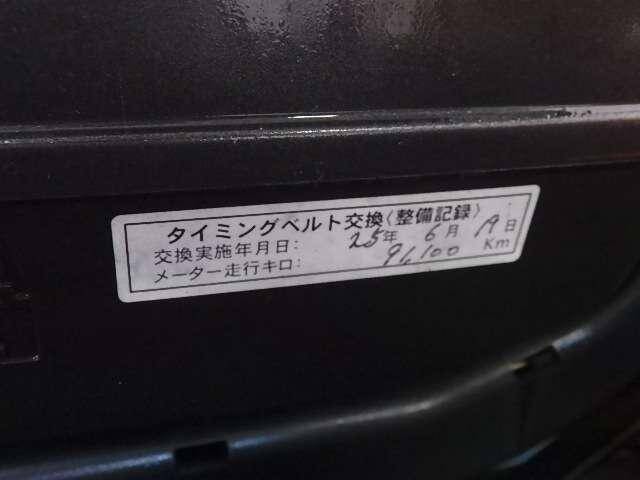 タイミングベルト交換〈整備記録〉
交換実施年月日: 25年 6月 19日
メーター走行キロ: 91,100 Km